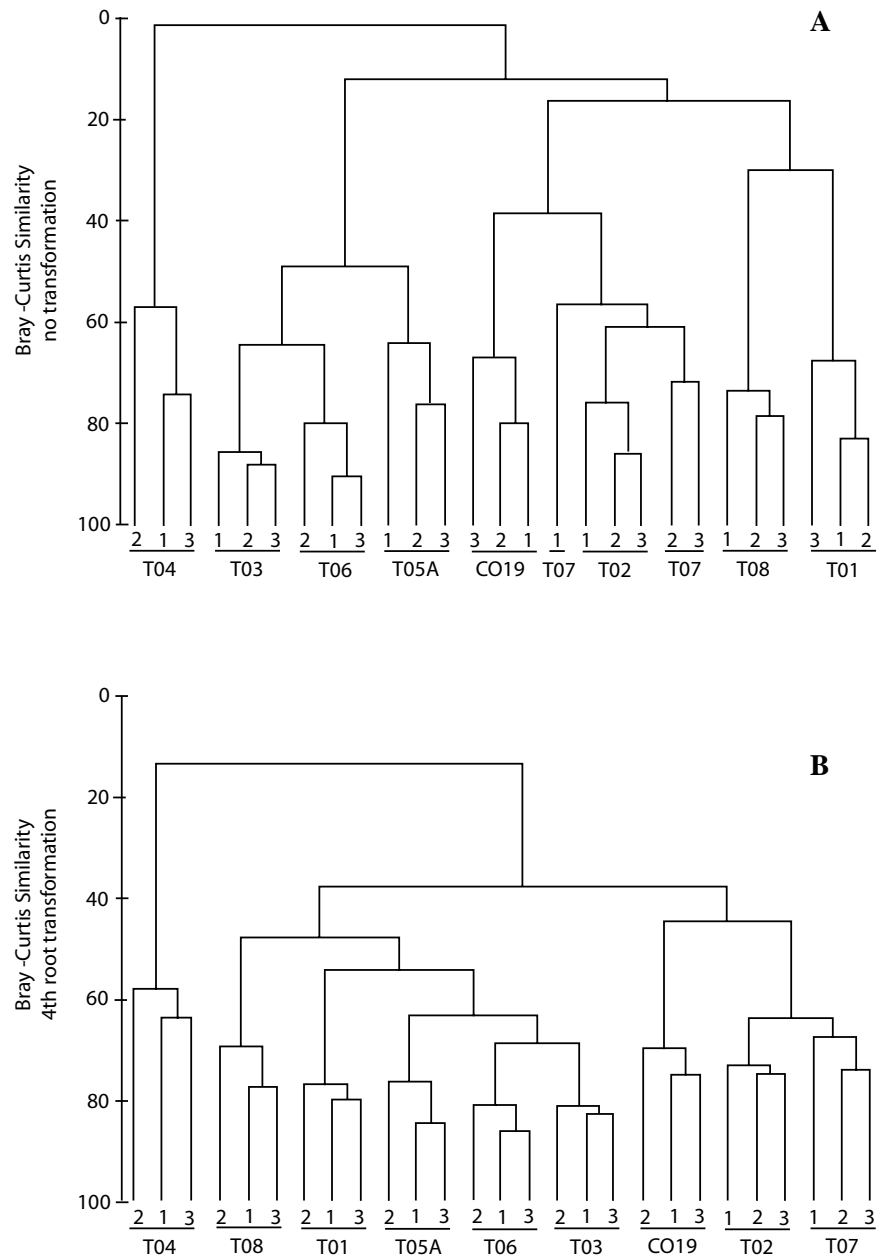 A
0
20
40
60
80
100
Bray -Curtis Similarity
no transformation
2 1 3 1 2 3 2 1 3 1 2 3 3 2 1 1 1 2 3 2 3 1 2 3 3 1 2
T04 T03 T06 T05A CO19 T07 T02 T07 T08 T01
B
0
20
40
60
80
100
Bray -Curtis Similarity
4th root transformation
2 1 3 2 1 3 2 1 3 2 1 3 2 1 3 2 1 3 2 1 3 1 2 3 1 2 3
T04 T08 T01 T05A T06 T03 CO19 T02 T07